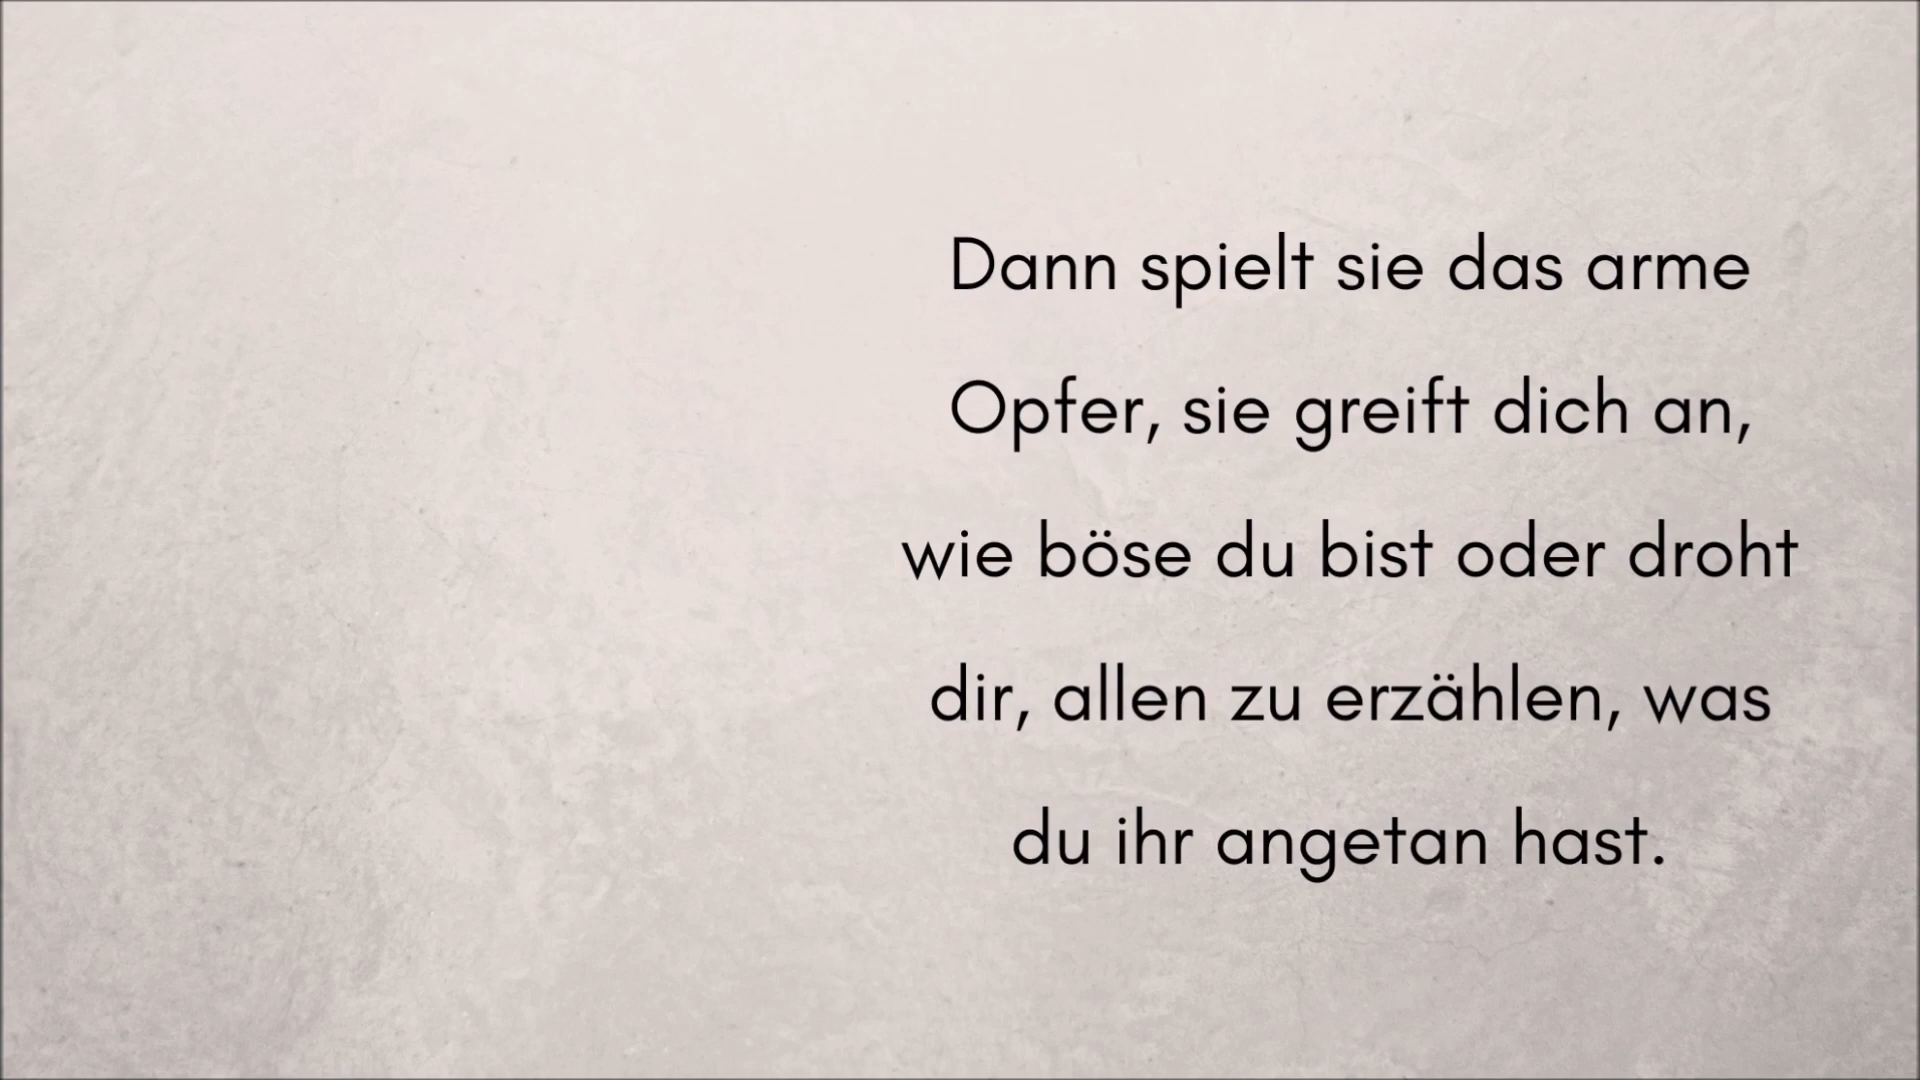 Dann spielt sie das arme
Opfer, sie greift dich an,
wie böse du bist oder droht
dir, allen zu erzählen, was
du ihr angetan hast.